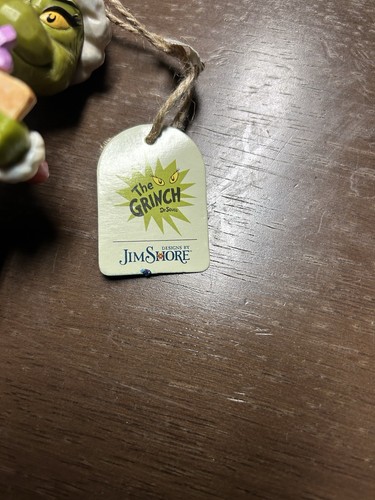 The
GRINCH
Dr. Seuss
DESIGNS BY
JIM SHORE